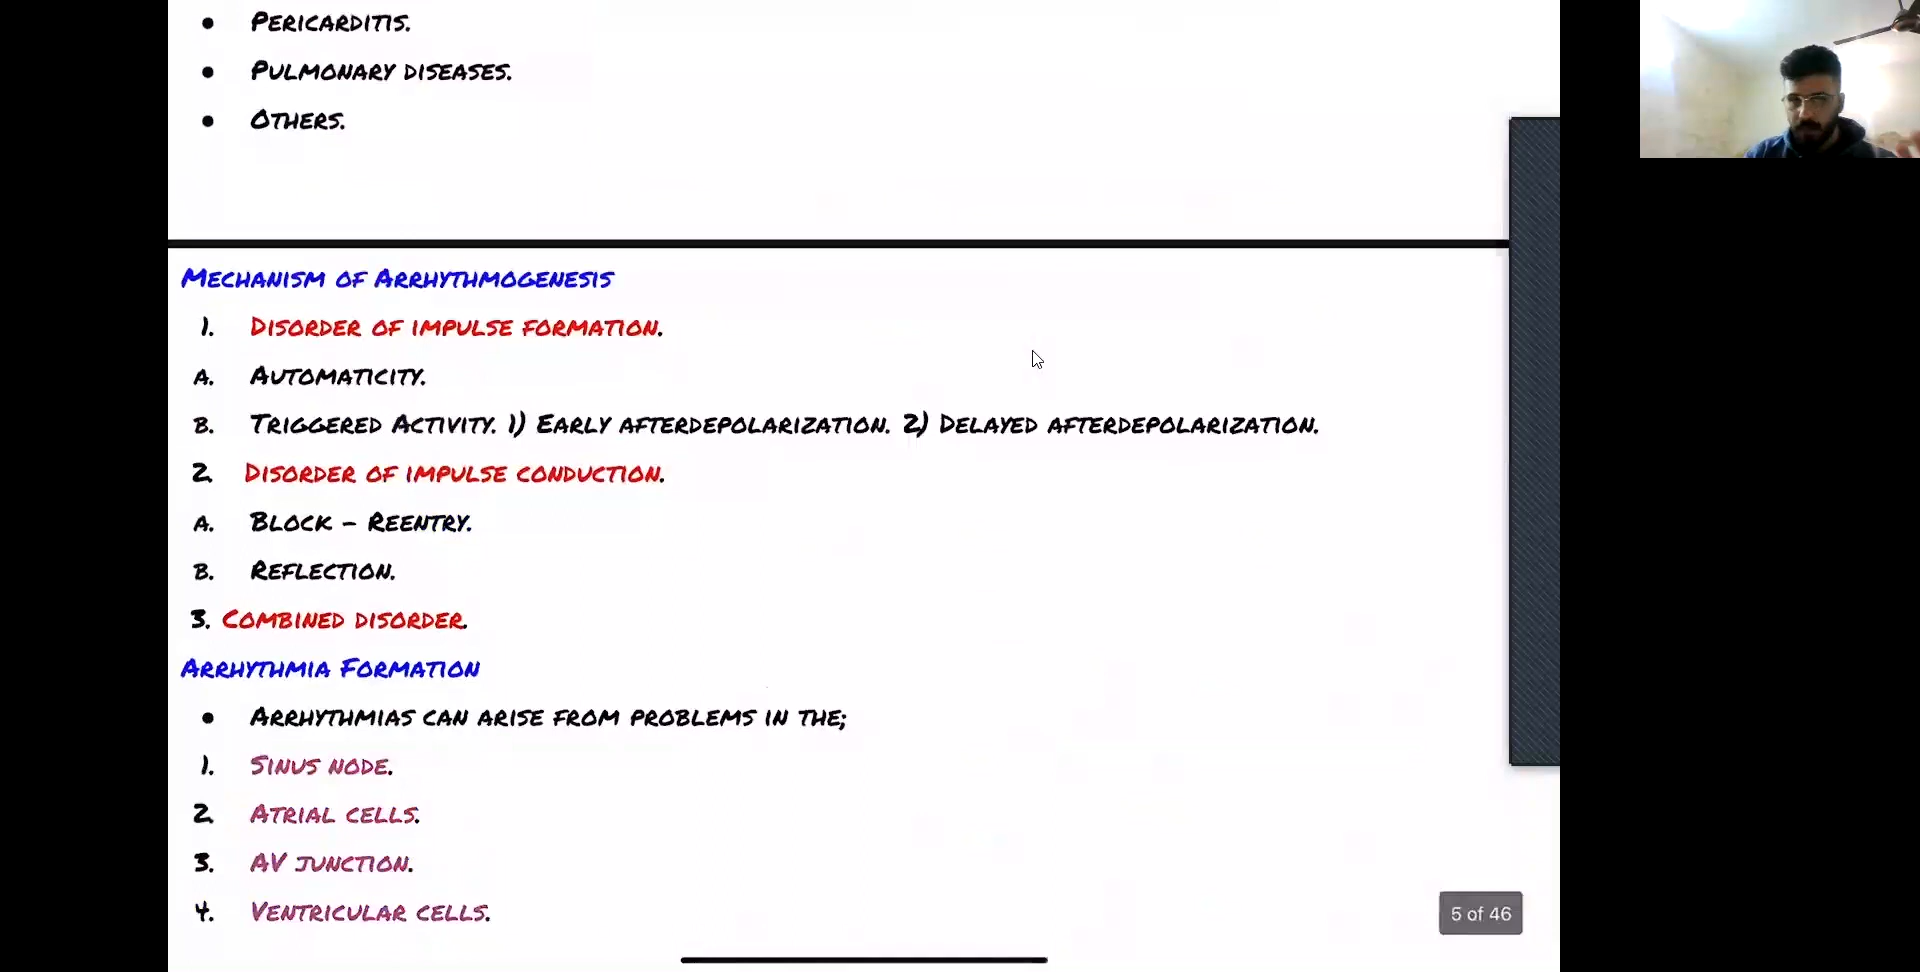 • Pericarditis.
• Pulmonary diseases.
• Others.
Mechanism of Arrhythmogenesis
1. Disorder of impulse formation.
A. Automaticity.
B. Triggered Activity. 1) Early afterdepolarization. 2) Delayed afterdepolarization.
2. Disorder of impulse conduction.
A. Block – Reentry.
B. Reflection.
3. Combined disorder.
Arrhythmia Formation
• Arrhythmias can arise from problems in the;
1. Sinus node.
2. Atrial cells.
3. AV junction.
4. Ventricular cells.
5 of 46